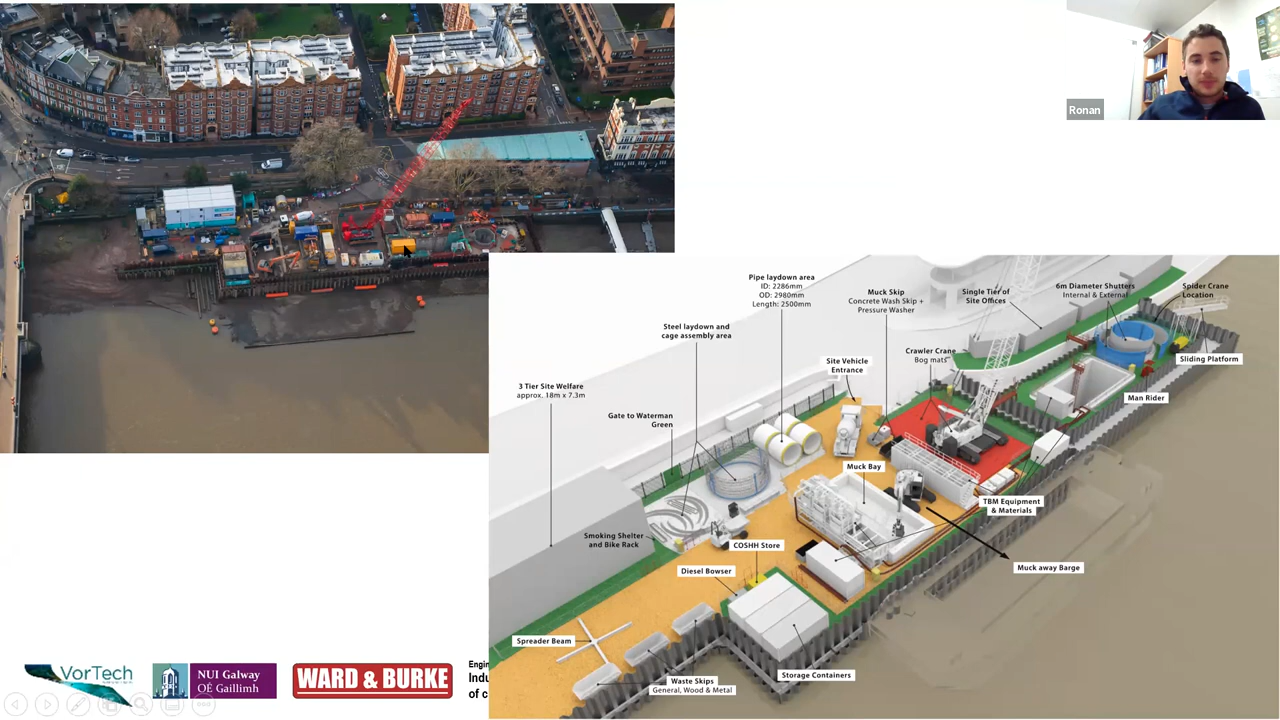 Ronan
Pipe laydown area
ID: 2286mm
OD: 2980mm
Length: 2500mm
Muck Skip
Concrete Wash Skip +
Pressure Washer
Single Tier of
Site Offices
6m Diameter Shutters
Internal & External
Spider Crane
Location
Steel laydown and
cage assembly area
Site Vehicle
Entrance
Crawler Crane
Bog mats
Sliding Platform
3 Tier Site Welfare
approx. 18m x 7.3m
Gate to Waterman
Green
Man Rider
Muck Bay
TBM Equipment
& Materials
Smoking Shelter
and Bike Rack
COSHH Store
Diesel Bowser
Muck away Barge
Spreader Beam
Storage Containers
Waste Skips
General, Wood & Metal
VorTech
NUI Galway
OÉ Gaillimh
WARD & BURKE
Engin
Indu
of c